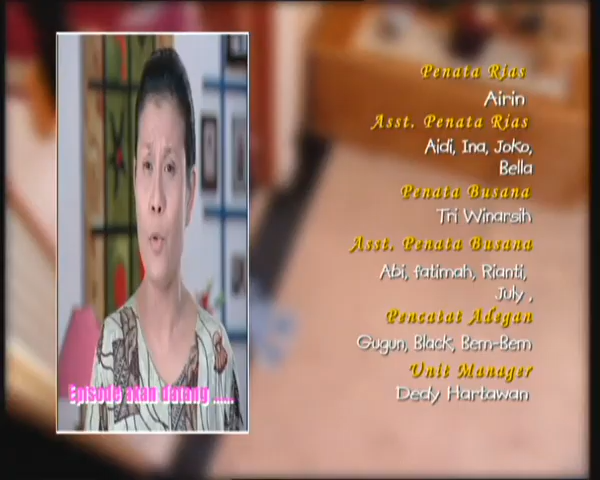 Penata Rias
Airin
Asst. Penata Rias
Aidi, Ina, Joko,
Bella
Penata Busana
Tri Winarsih
Asst. Penata Busana
Abi, fatimah, Rianti,
July ,
Pencatat Adegan
Gugun, Black, Bem-Bem
Unit Manager
Dedy Hartawan
Episode akan datang .....